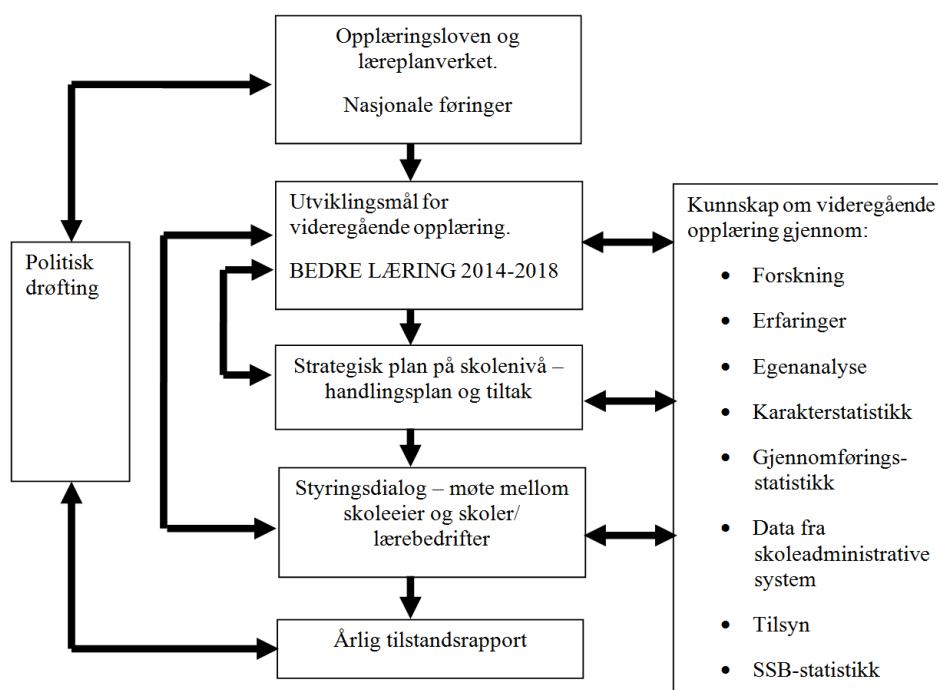 Opplæringsloven og
læreplanverket.
Nasjonale føringer
Utviklingsmål for
videregående opplæring.
BEDRE LÆRING 2014-2018
Politisk
drøfting
Strategisk plan på skolenivå –
handlingsplan og tiltak
Styringsdialog – møte mellom
skoleeier og skoler/
lærebedrifter
Årlig tilstandsrapport
Kunnskap om videregående
opplæring gjennom:
• Forskning
• Erfaringer
• Egenanalyse
• Karakterstatistikk
• Gjennomførings-
statistikk
• Data fra
skoleadministrative
system
• Tilsyn
• SSB-statistikk